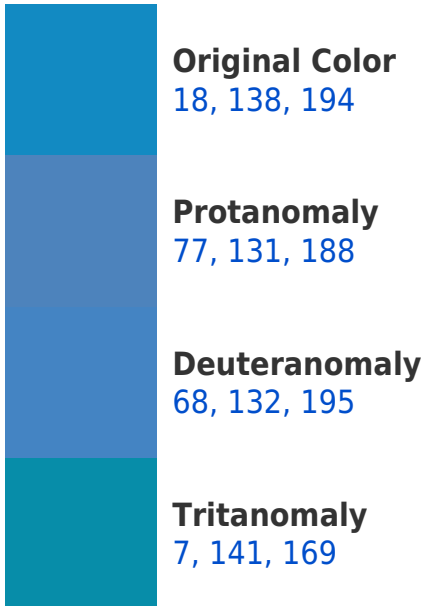 Original Color
18, 138, 194
Protanomaly
77, 131, 188
Deuteranomaly
68, 132, 195
Tritanomaly
7, 141, 169